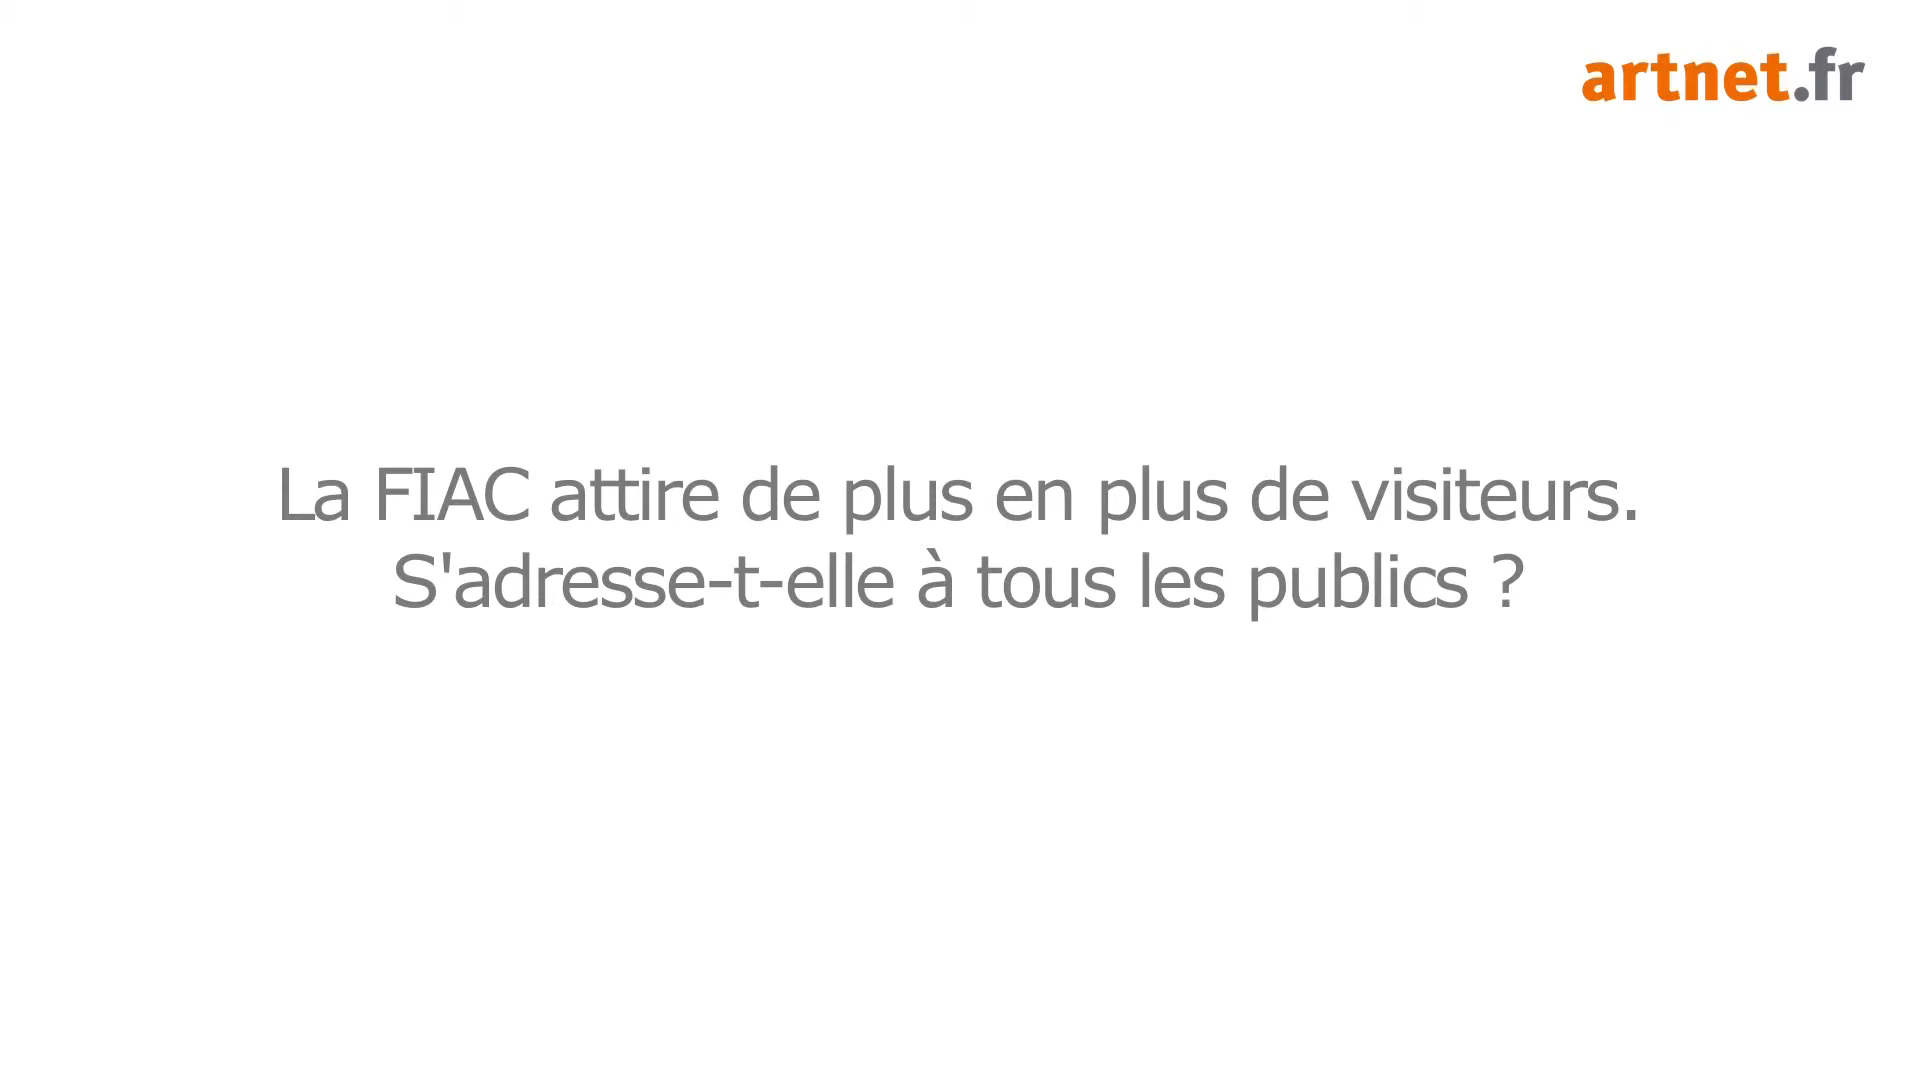 artnet.fr
La FIAC attire de plus en plus de visiteurs.
S'adresse-t-elle à tous les publics ?